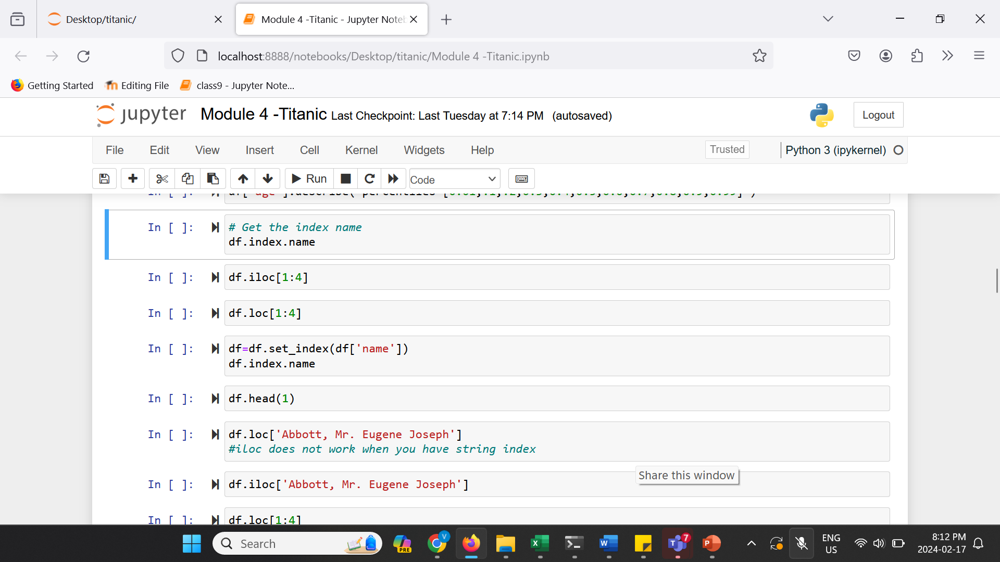 Desktop/titanic/
Module 4 -Titanic - Jupyter Noteb
localhost:8888/notebooks/Desktop/titanic/Module 4 -Titanic.ipynb
Getting Started
Editing File
class9 - Jupyter Note...
jupyter
Module 4 -Titanic Last Checkpoint: Last Tuesday at 7:14 PM (autosaved)
Logout
File Edit View Insert Cell Kernel Widgets Help
Trusted
Python 3 (ipykernel)
Run
Code
In [ ]:
# Get the index name
df.index.name
In [ ]:
df.iloc[1:4]
In [ ]:
df.loc[1:4]
In [ ]:
df=df.set_index(df['name'])
df.index.name
In [ ]:
df.head(1)
In [ ]:
df.loc['Abbott, Mr. Eugene Joseph']
#iloc does not work when you have string index
Share this window
In [ ]:
df.iloc['Abbott, Mr. Eugene Joseph']
In [ ]:
df.loc[1:4]
Search
PRE
V
7
ENG
US
8:12 PM
2024-02-17